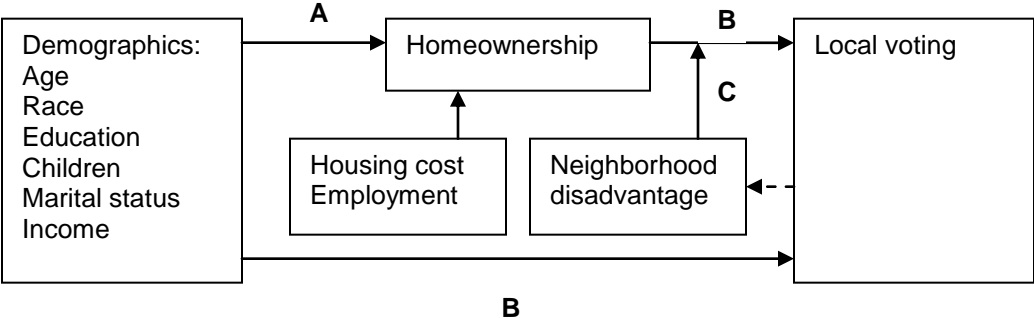 A
B
Demographics:
Age
Race
Education
Children
Marital status
Income
Homeownership
Local voting
C
Housing cost
Employment
Neighborhood
disadvantage
B